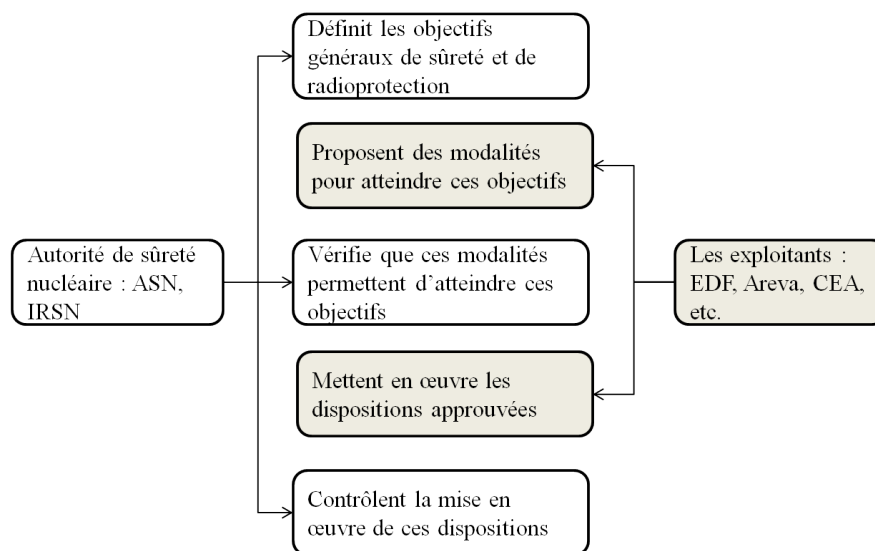 Définit les objectifs
généraux de sûreté et de
radioprotection
Proposent des modalités
pour atteindre ces objectifs
Autorité de sûreté
nucléaire : ASN,
IRSN
Vérifie que ces modalités
permettent d’atteindre ces
objectifs
Les exploitants :
EDF, Areva, CEA,
etc.
Mettent en œuvre les
dispositions approuvées
Contrôlent la mise en
œuvre de ces dispositions